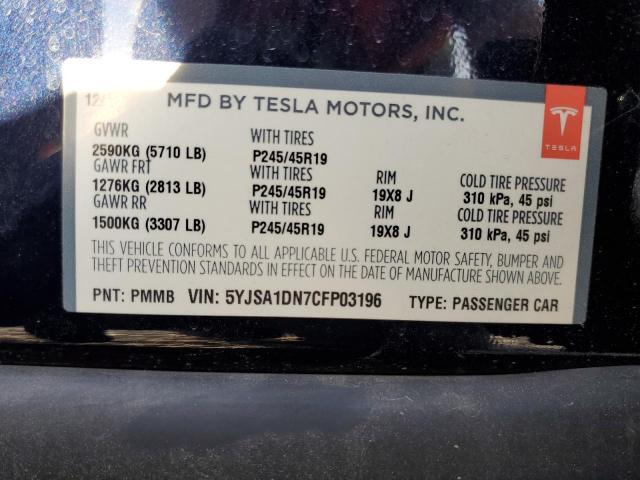 MFD BY TESLA MOTORS, INC.
TESLA
GVWR WITH TIRES
2590KG (5710 LB) P245/45R19
GAWR FRT WITH TIRES RIM COLD TIRE PRESSURE
1276KG (2813 LB) P245/45R19 19X8 J 310 kPa, 45 psi
GAWR RR WITH TIRES RIM COLD TIRE PRESSURE
1500KG (3307 LB) P245/45R19 19X8 J 310 kPa, 45 psi
THIS VEHICLE CONFORMS TO ALL APPLICABLE U.S. FEDERAL MOTOR SAFETY, BUMPER AND
THEFT PREVENTION STANDARDS IN EFFECT ON THE DATE OF MANUFACTURE SHOWN ABOVE.
PNT: PMMB VIN: 5YJSA1DN7CFP03196 TYPE: PASSENGER CAR